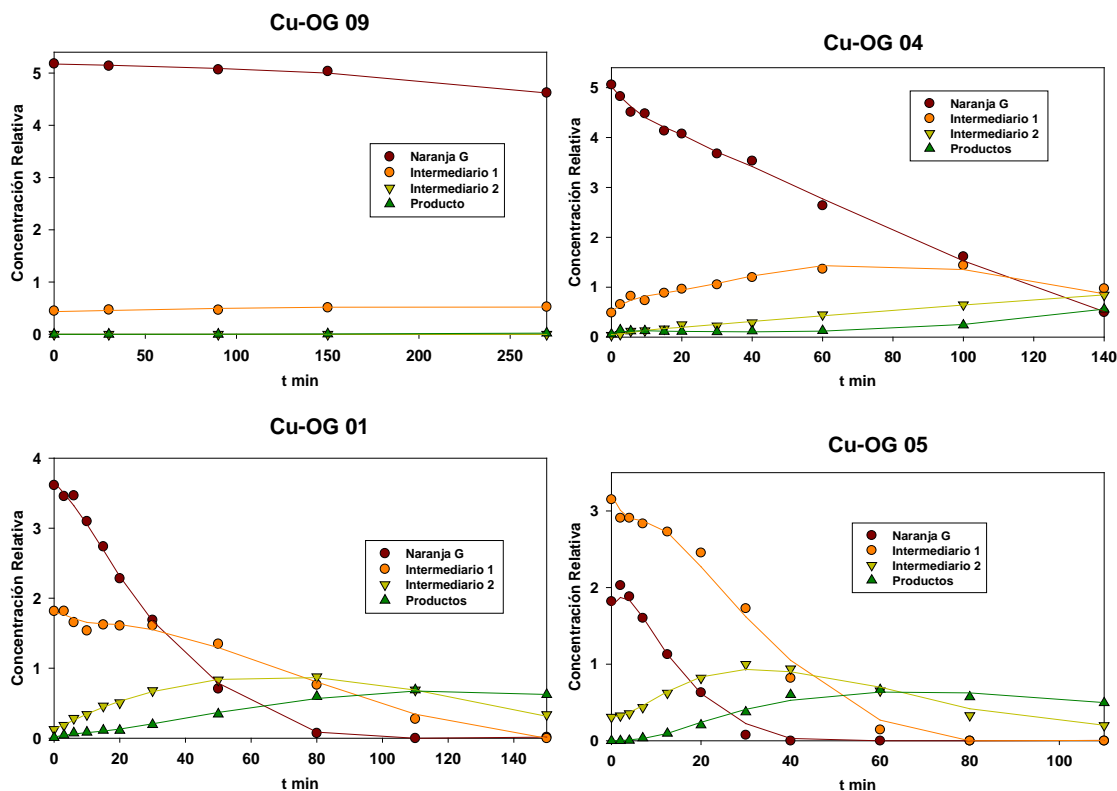 Cu-OG 09
Concentración Relativa
5
4
3
2
1
0
Naranja G
Intermediario 1
Intermediario 2
Producto
0 50 100 150 200 250
t min
Cu-OG 04
Concentración Relativa
5
4
3
2
1
0
Naranja G
Intermediario 1
Intermediario 2
Productos
0 20 40 60 80 100 120 140
t min
Cu-OG 01
Concentración Relativa
4
3
2
1
0
Naranja G
Intermediario 1
Intermediario 2
Productos
0 20 40 60 80 100 120 140
t min
Cu-OG 05
Concentración Relativa
3
2
1
0
Naranja G
Intermediario 1
Intermediario 2
Productos
0 20 40 60 80 100
t min